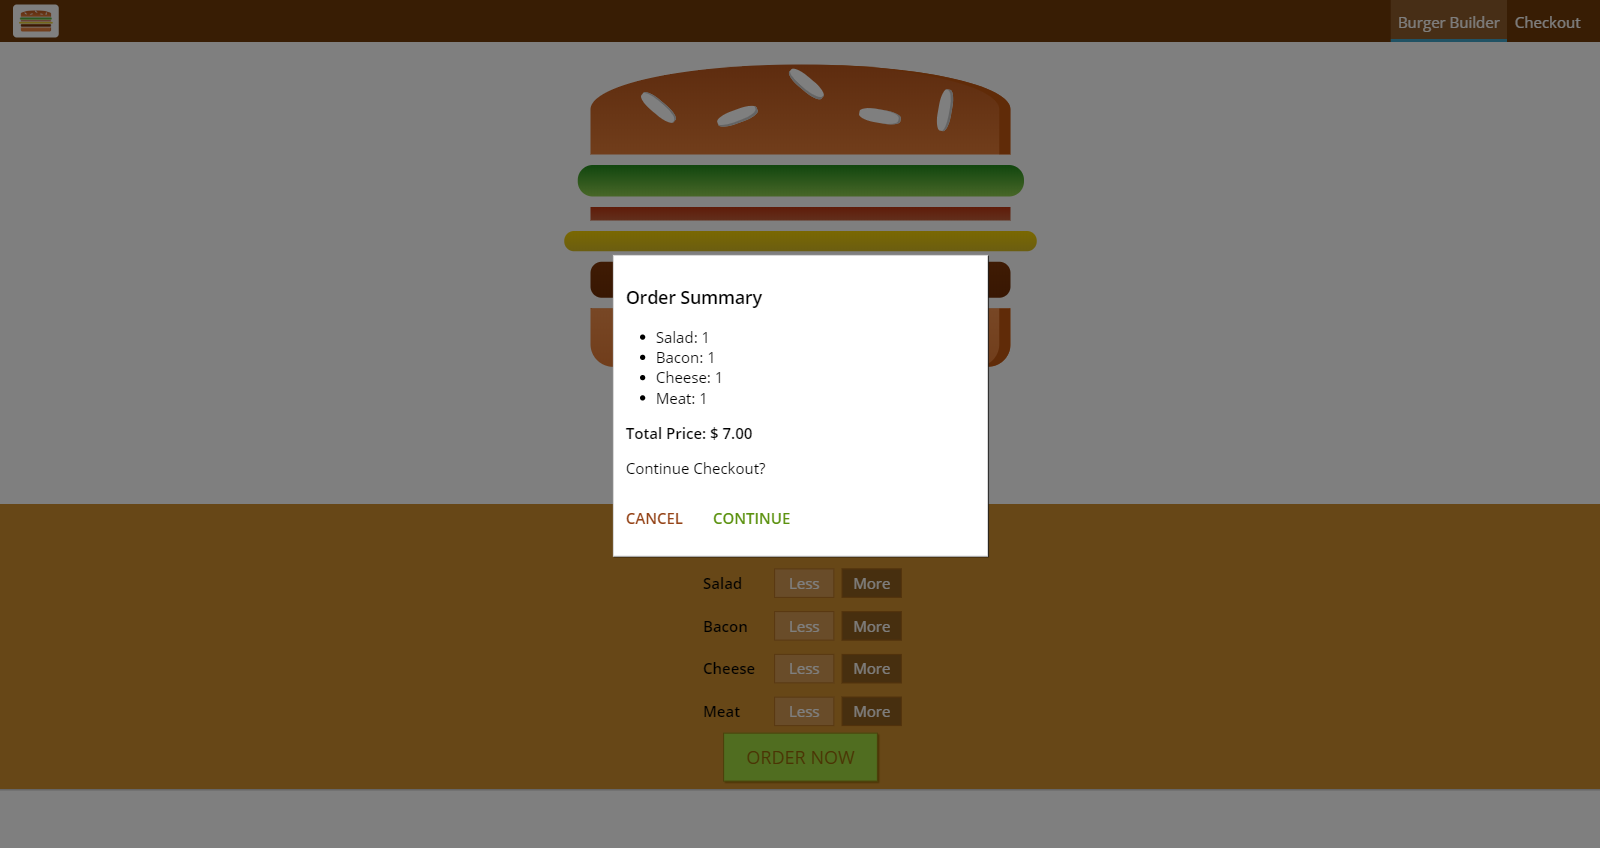 Burger Builder Checkout
Order Summary
Salad: 1
Bacon: 1
Cheese: 1
Meat: 1
Total Price: $ 7.00
Continue Checkout?
CANCEL CONTINUE
Salad Less More
Bacon Less More
Cheese Less More
Meat Less More
ORDER NOW